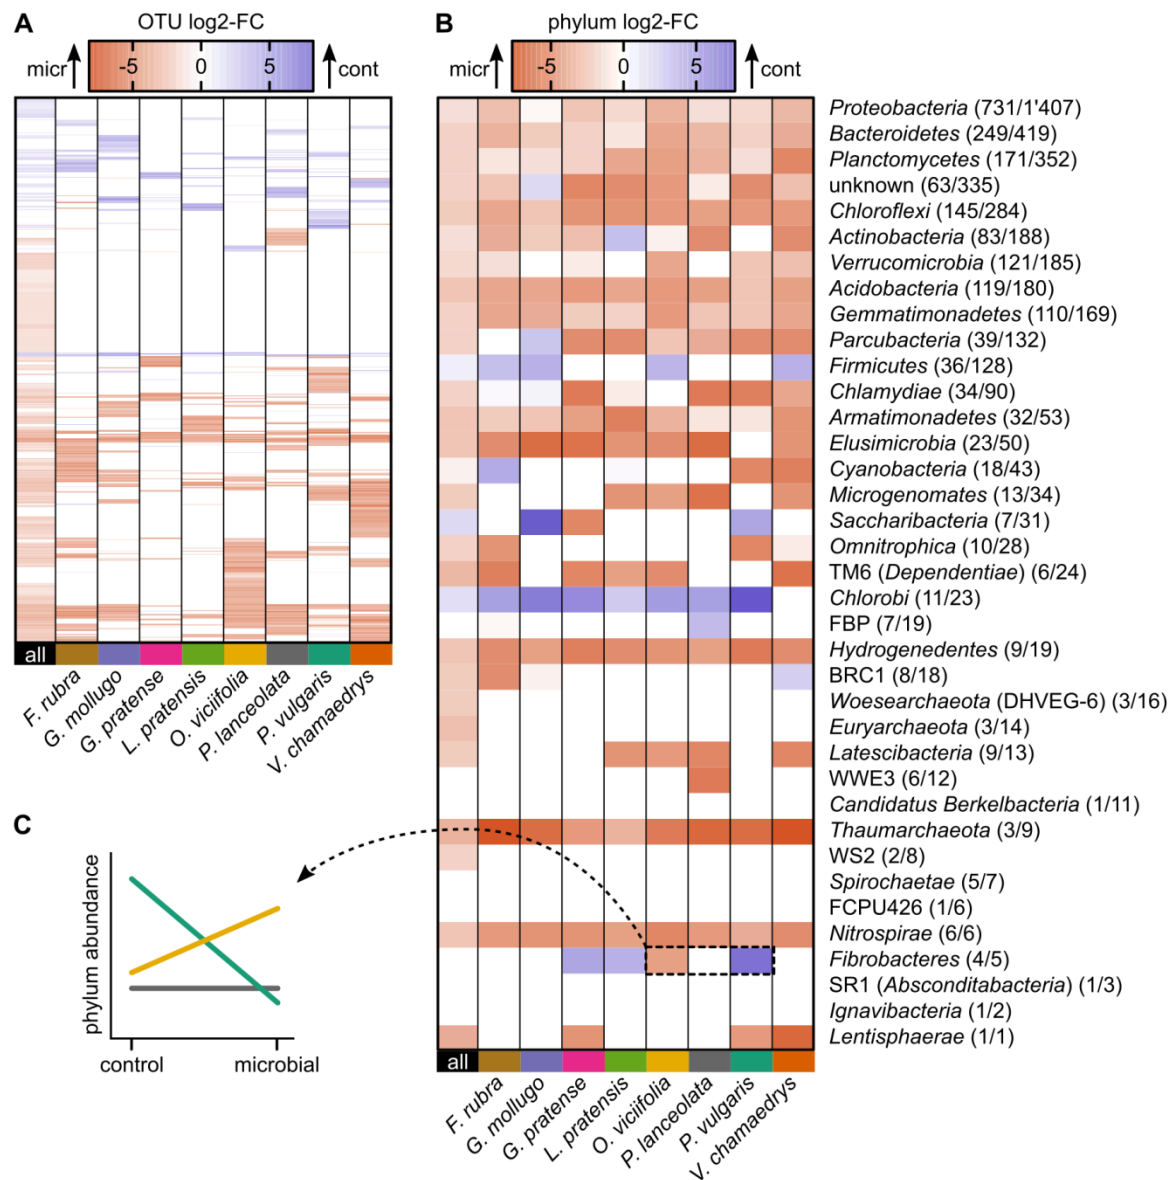 A
OTU log2-FC
micr
-5 0 5
cont
all
F. rubra
G. mollugo
G. pratense
L. pratensis
O. viciifolia
P. lanceolata
P. vulgaris
V. chamaedrys
B
phylum log2-FC
micr
-5 0 5
cont
Proteobacteria (731/1'407)
Bacteroidetes (249/419)
Planctomycetes (171/352)
unknown (63/335)
Chloroflexi (145/284)
Actinobacteria (83/188)
Verrucomicrobia (121/185)
Acidobacteria (119/180)
Gemmatimonadetes (110/169)
Parcubacteria (39/132)
Firmicutes (36/128)
Chlamydiae (34/90)
Armatimonadetes (32/53)
Elusimicrobia (23/50)
Cyanobacteria (18/43)
Microgenomates (13/34)
Saccharibacteria (7/31)
Omnitrophica (10/28)
TM6 (Dependentiae) (6/24)
Chlorobi (11/23)
FBP (7/19)
Hydrogenedentes (9/19)
BRC1 (8/18)
Woesearchaeota (DHVEG-6) (3/16)
Euryarchaeota (3/14)
Latescibacteria (9/13)
WWE3 (6/12)
Candidatus Berkelbacteria (1/11)
Thaumarchaeota (3/9)
WS2 (2/8)
Spirochaetae (5/7)
FCPU426 (1/6)
Nitrospirae (6/6)
Fibrobacteres (4/5)
SR1 (Absconditabacteria) (1/3)
Ignavibacteria (1/2)
Lentisphaerae (1/1)
all
F. rubra
G. mollugo
G. pratense
L. pratensis
O. viciifolia
P. lanceolata
P. vulgaris
V. chamaedrys
C
phylum abundance
control
microbial